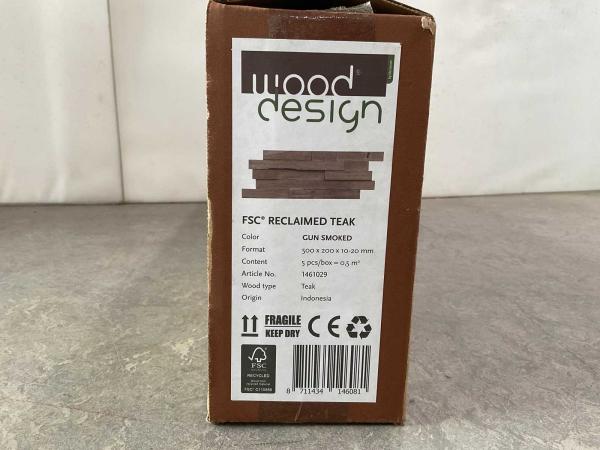 wood®
design
FSC® RECLAIMED TEAK
Color GUN SMOKED
Format 500 x 200 x 10-20 mm
Content 5 pcs/box = 0,5 m²
Article No. 1461029
Wood type Teak
Origin Indonesia
FRAGILE
KEEP DRY
CE
FSC
RECYCLED
8 711434 146081